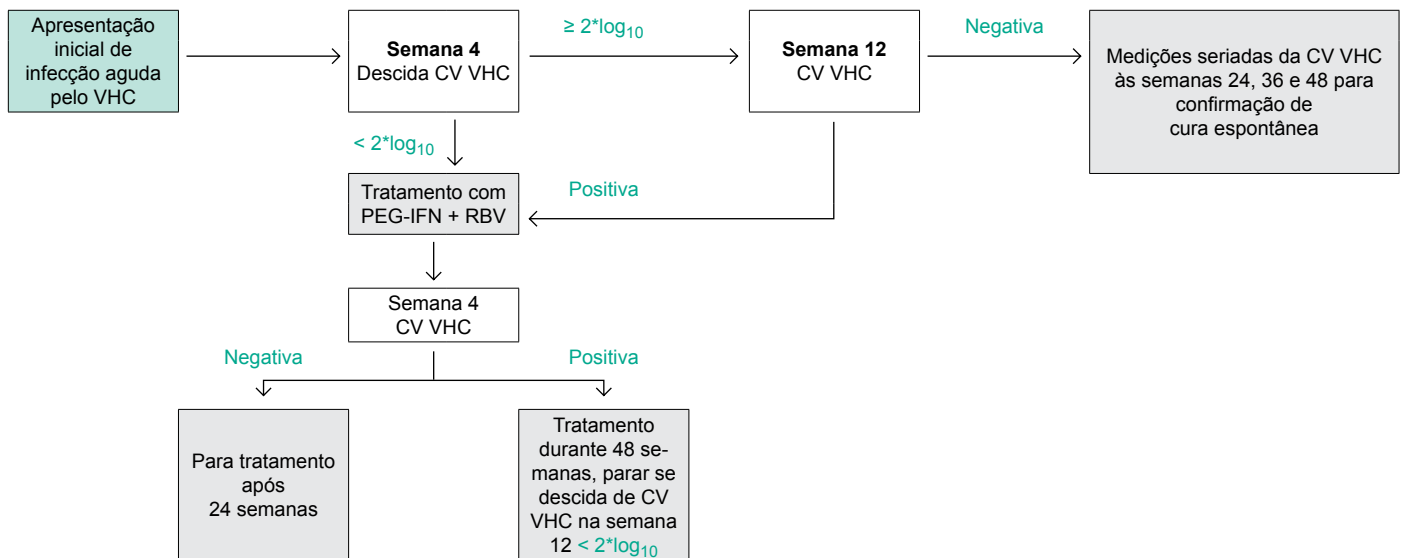 Apresentação
inicial de
infecção aguda
pelo VHC
Semana 4
Descida CV VHC
≥ 2*log10
Semana 12
CV VHC
Negativa
Medições seriadas da CV VHC
às semanas 24, 36 e 48 para
confirmação de
cura espontânea
< 2*log10
Tratamento com
PEG-IFN + RBV
Positiva
Semana 4
CV VHC
Negativa
Positiva
Para tratamento
após
24 semanas
Tratamento
durante 48 se-
manas, parar se
descida de CV
VHC na semana
12 < 2*log10